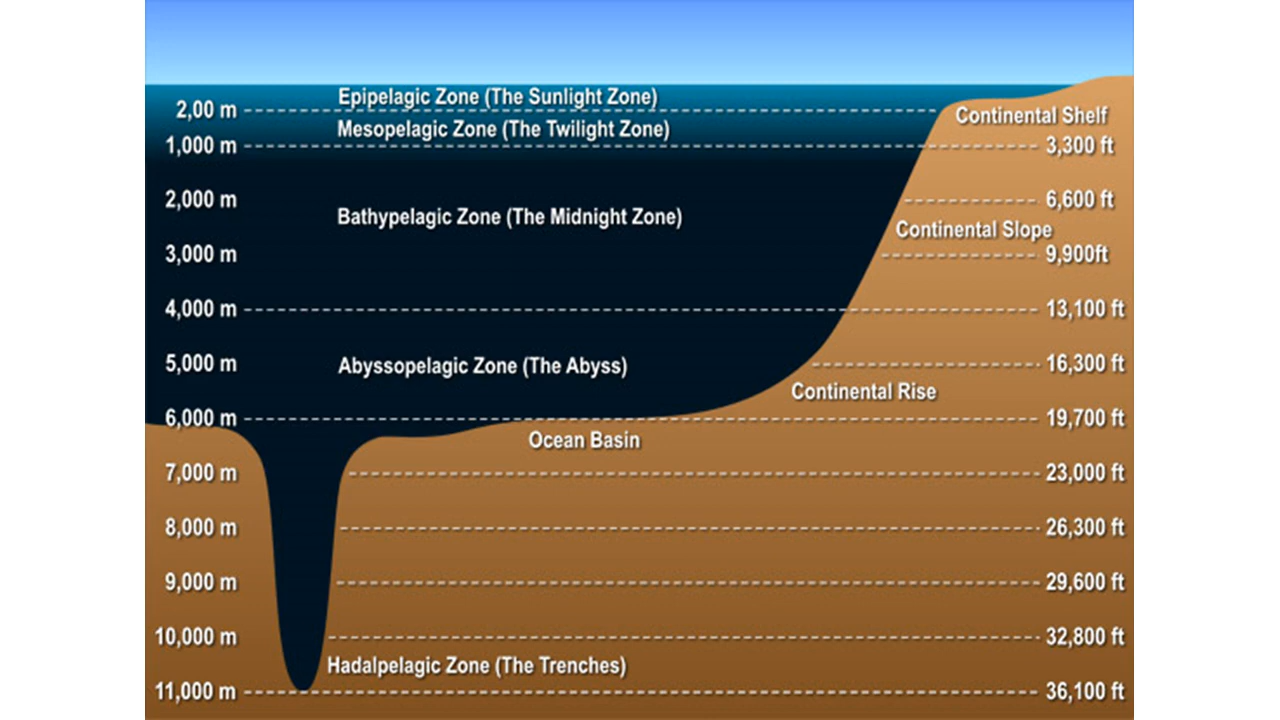 Epipelagic Zone (The Sunlight Zone)
2,00 m
Continental Shelf
Mesopelagic Zone (The Twilight Zone)
1,000 m
3,300 ft
2,000 m
6,600 ft
Bathypelagic Zone (The Midnight Zone)
Continental Slope
3,000 m
9,900ft
4,000 m
13,100 ft
5,000 m
Abyssopelagic Zone (The Abyss)
16,300 ft
Continental Rise
6,000 m
19,700 ft
Ocean Basin
7,000 m
23,000 ft
8,000 m
26,300 ft
9,000 m
29,600 ft
10,000 m
32,800 ft
Hadalpelagic Zone (The Trenches)
11,000 m
36,100 ft